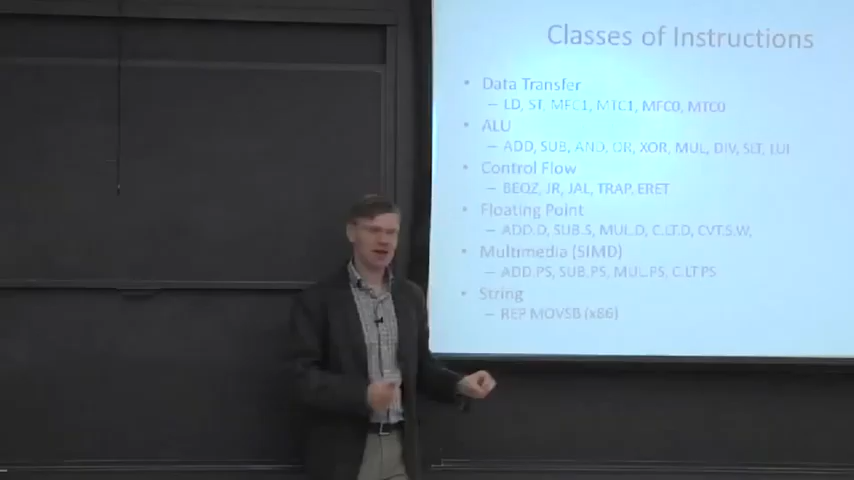 Classes of Instructions
• Data Transfer
– LD, ST, MFC1, MTC1, MFC0, MTC0
• ALU
– ADD, SUB, AND, OR, XOR, MUL, DIV, SLT, LUI
• Control Flow
– BEQZ, JR, JAL, TRAP, ERET
• Floating Point
– ADD.D, SUB.S, MUL.D, C.LT.D, CVT.S.W,
• Multimedia (SIMD)
– ADD.PS, SUB.PS, MUL.PS, C.LT.PS
• String
– REP MOVSB (x86)